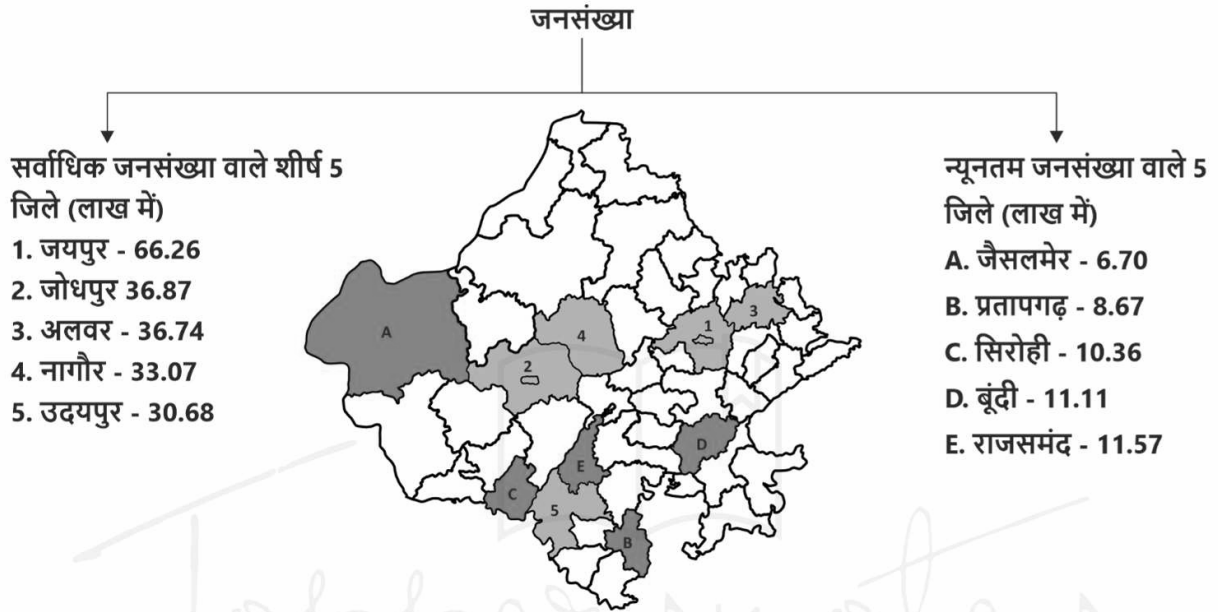 जनसंख्या
सर्वाधिक जनसंख्या वाले शीर्ष 5
जिले (लाख में)
1. जयपुर - 66.26
2. जोधपुर 36.87
3. अलवर - 36.74
4. नागौर - 33.07
5. उदयपुर - 30.68
न्यूनतम जनसंख्या वाले 5
जिले (लाख में)
A. जैसलमेर - 6.70
B. प्रतापगढ़ - 8.67
C. सिरोही - 10.36
D. बूंदी - 11.11
E. राजसमंद - 11.57
A
4
1
3
2
D
E
C
5
B